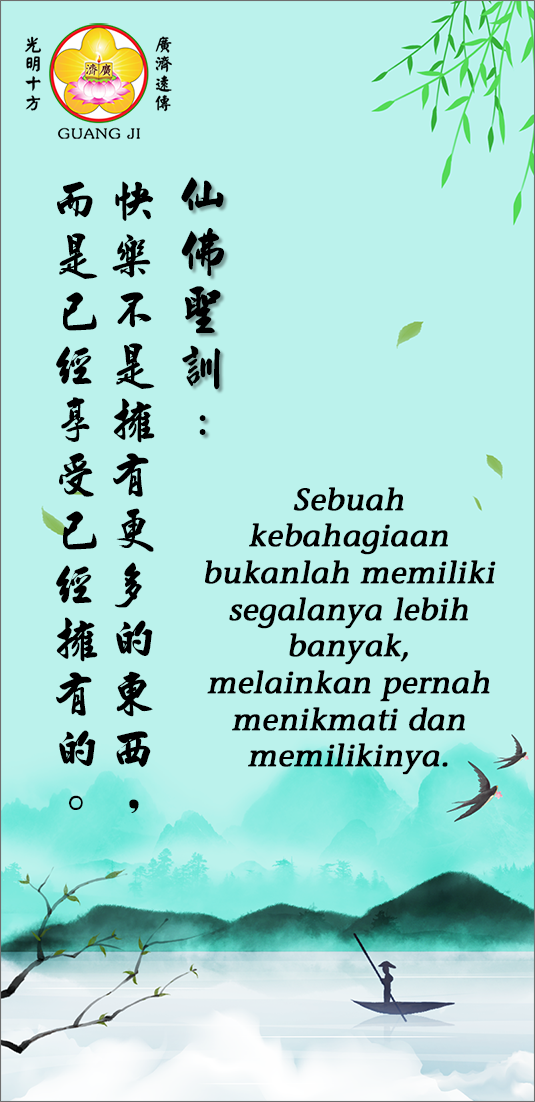 廣濟遠傳
光明十方
濟廣
GUANG JI
仙佛聖訓：
快樂不是擁有更多的東西，
而是已經享受已經擁有的。
Sebuah
kebahagiaan
bukanlah memiliki
segalanya lebih
banyak,
melainkan pernah
menikmati dan
memilikinya.